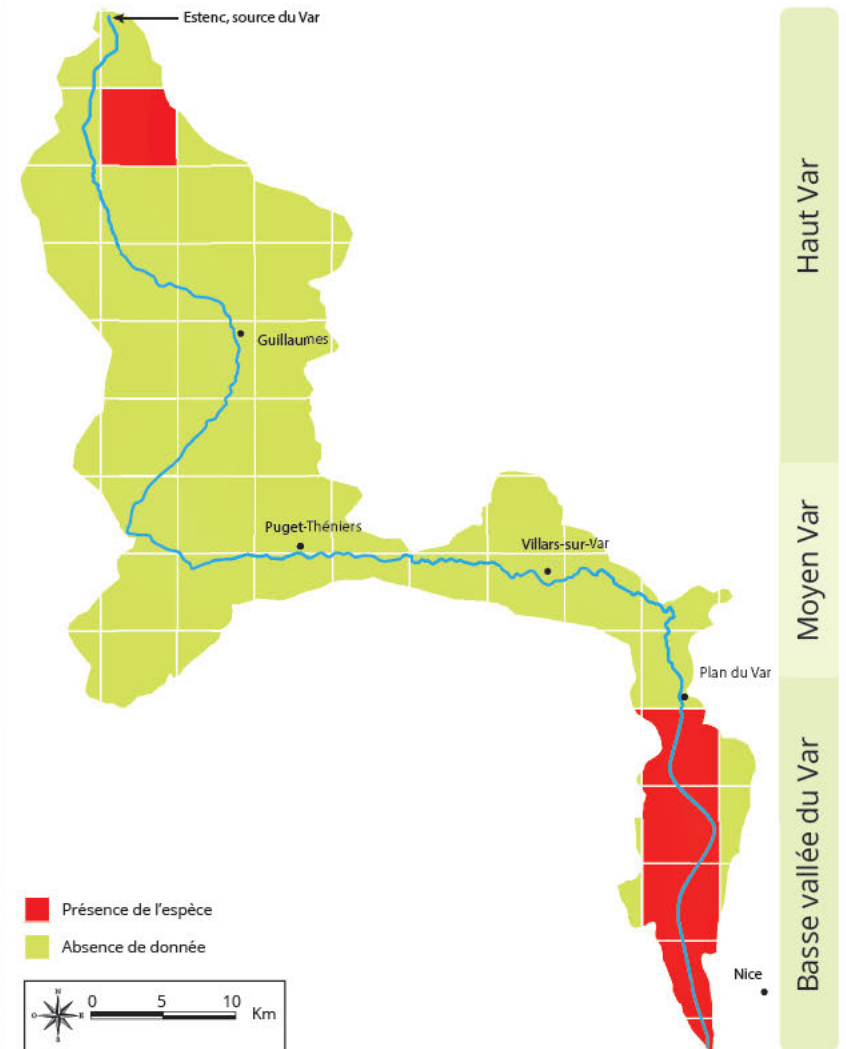 Estenc, source du Var
Haut Var
Guillaumes
Puget-Théniers
Villars-sur-Var
Moyen Var
Plan du Var
Basse vallée du Var
Présence de l'espèce
Absence de donnée
Nice
N
O E
S
0 5 10 Km